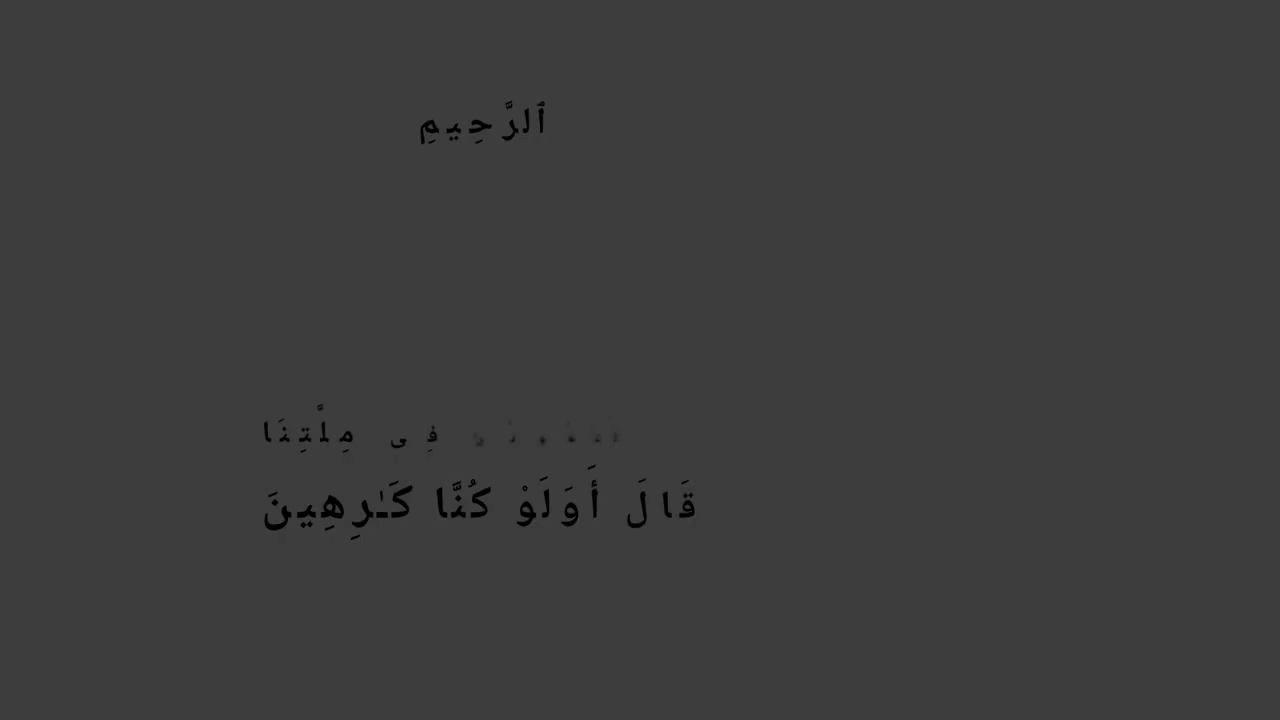 ٱلرَّحِيمِ
فِى مِلَّتِنَا
قَالَ أَوَلَوْ كُنَّا كَـٰرِهِينَ